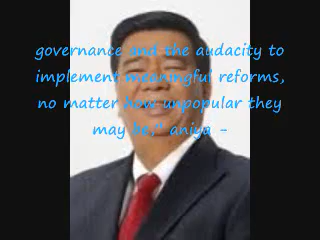 governance and the audacity to
implement meaningful reforms,
no matter how unpopular they
may be," aniya -